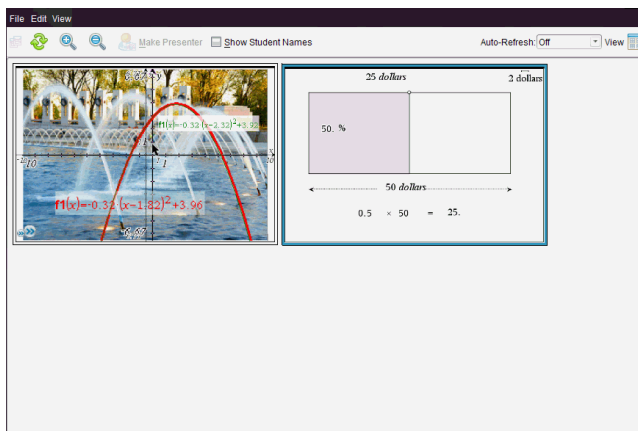 File Edit View
Make Presenter Show Student Names Auto-Refresh: Off View
6.67 y
f1(x)=-0.32·(x-2.32)²+3.92
-10 1 10
f1(x)=-0.32·(x-1.82)²+3.96
-6.67
25 dollars 2 dollars
50. %
50 dollars
0.5 × 50 = 25.